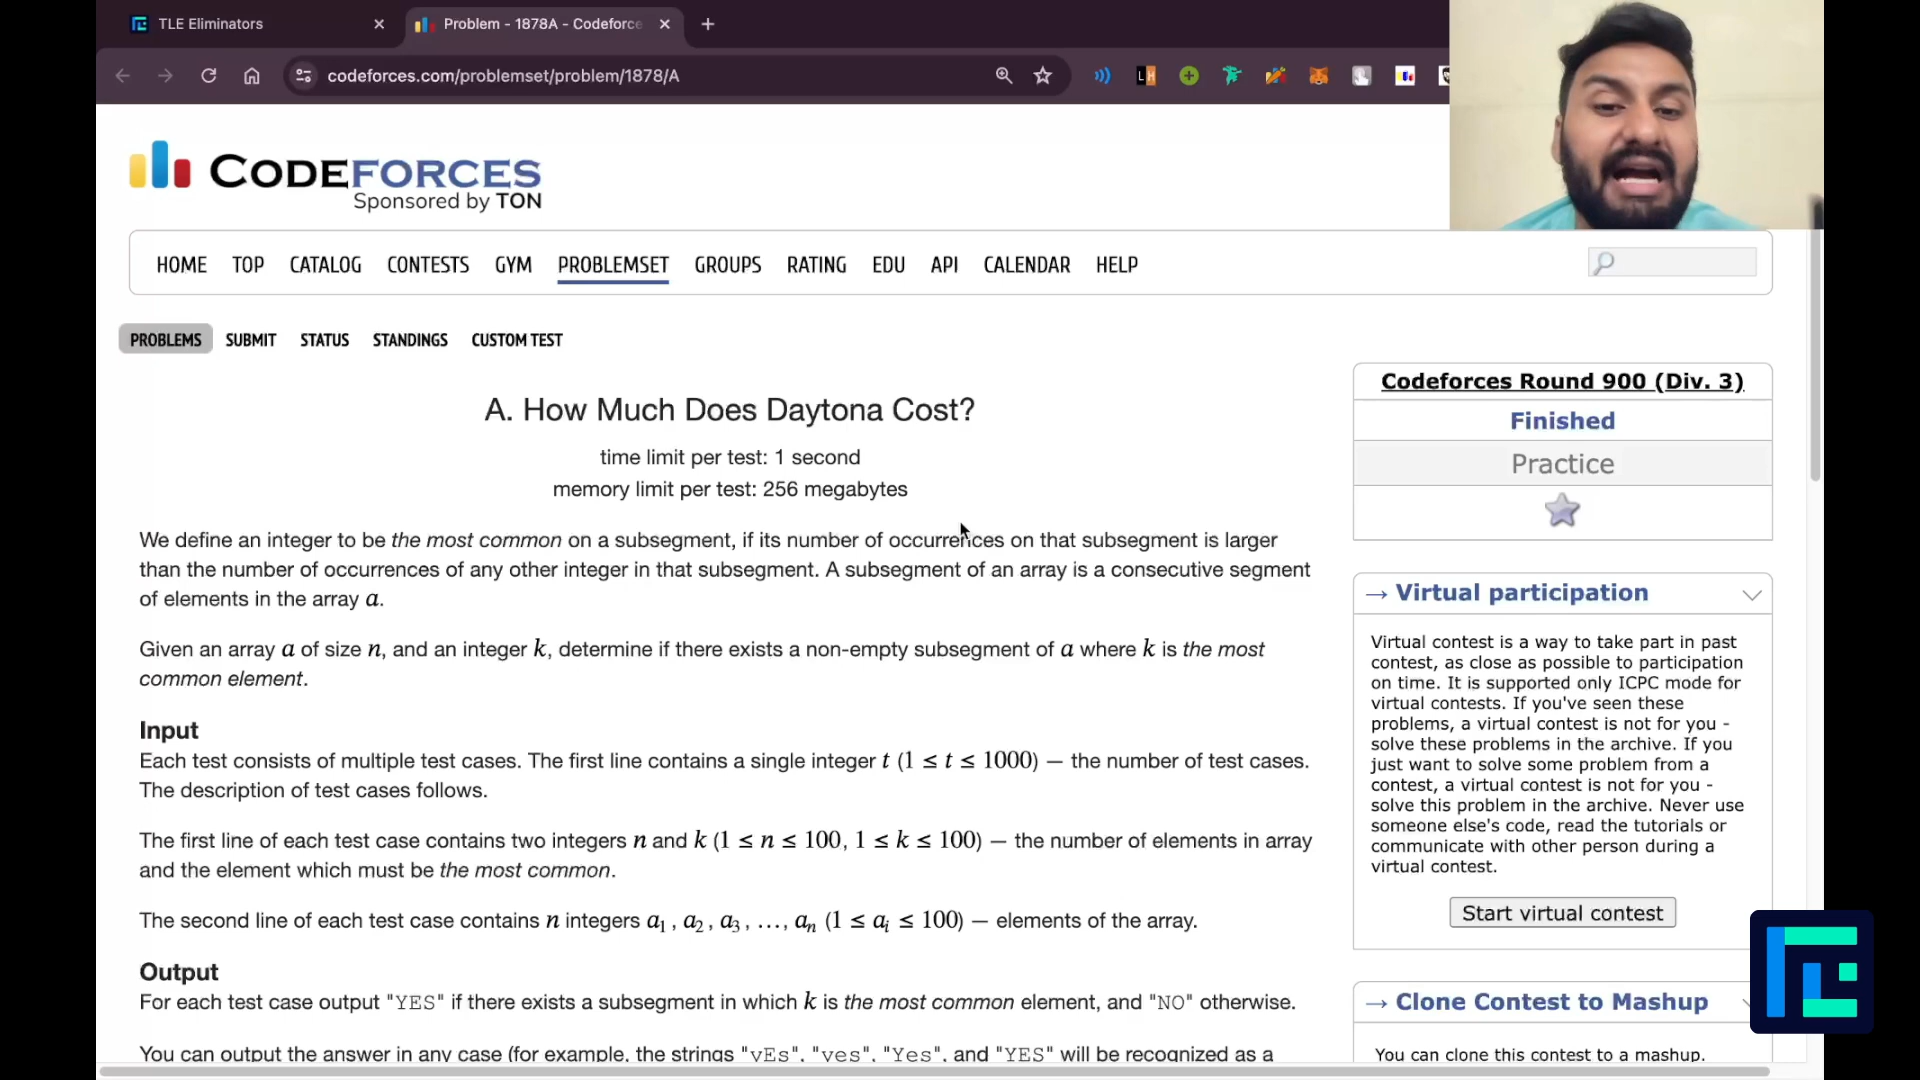 TLE Eliminators
Problem - 1878A - Codeforce
codeforces.com/problemset/problem/1878/A
CODEFORCES
Sponsored by TON
HOME TOP CATALOG CONTESTS GYM PROBLEMSET GROUPS RATING EDU API CALENDAR HELP
PROBLEMS SUBMIT STATUS STANDINGS CUSTOM TEST
A. How Much Does Daytona Cost?
time limit per test: 1 second
memory limit per test: 256 megabytes
We define an integer to be the most common on a subsegment, if its number of occurrences on that subsegment is larger
than the number of occurrences of any other integer in that subsegment. A subsegment of an array is a consecutive segment
of elements in the array a.
Given an array a of size n, and an integer k, determine if there exists a non-empty subsegment of a where k is the most
common element.
Input
Each test consists of multiple test cases. The first line contains a single integer t (1 ≤ t ≤ 1000) — the number of test cases.
The description of test cases follows.
The first line of each test case contains two integers n and k (1 ≤ n ≤ 100, 1 ≤ k ≤ 100) — the number of elements in array
and the element which must be the most common.
The second line of each test case contains n integers a1, a2, a3, …, an (1 ≤ ai ≤ 100) — elements of the array.
Output
For each test case output "YES" if there exists a subsegment in which k is the most common element, and "NO" otherwise.
You can output the answer in any case (for example, the strings "yEs", "yes", "Yes", and "YES" will be recognized as a
Codeforces Round 900 (Div. 3)
Finished
Practice
→ Virtual participation
Virtual contest is a way to take part in past
contest, as close as possible to participation
on time. It is supported only ICPC mode for
virtual contests. If you've seen these
problems, a virtual contest is not for you -
solve these problems in the archive. If you
just want to solve some problem from a
contest, a virtual contest is not for you -
solve this problem in the archive. Never use
someone else's code, read the tutorials or
communicate with other person during a
virtual contest.
Start virtual contest
→ Clone Contest to Mashup
You can clone this contest to a mashup.